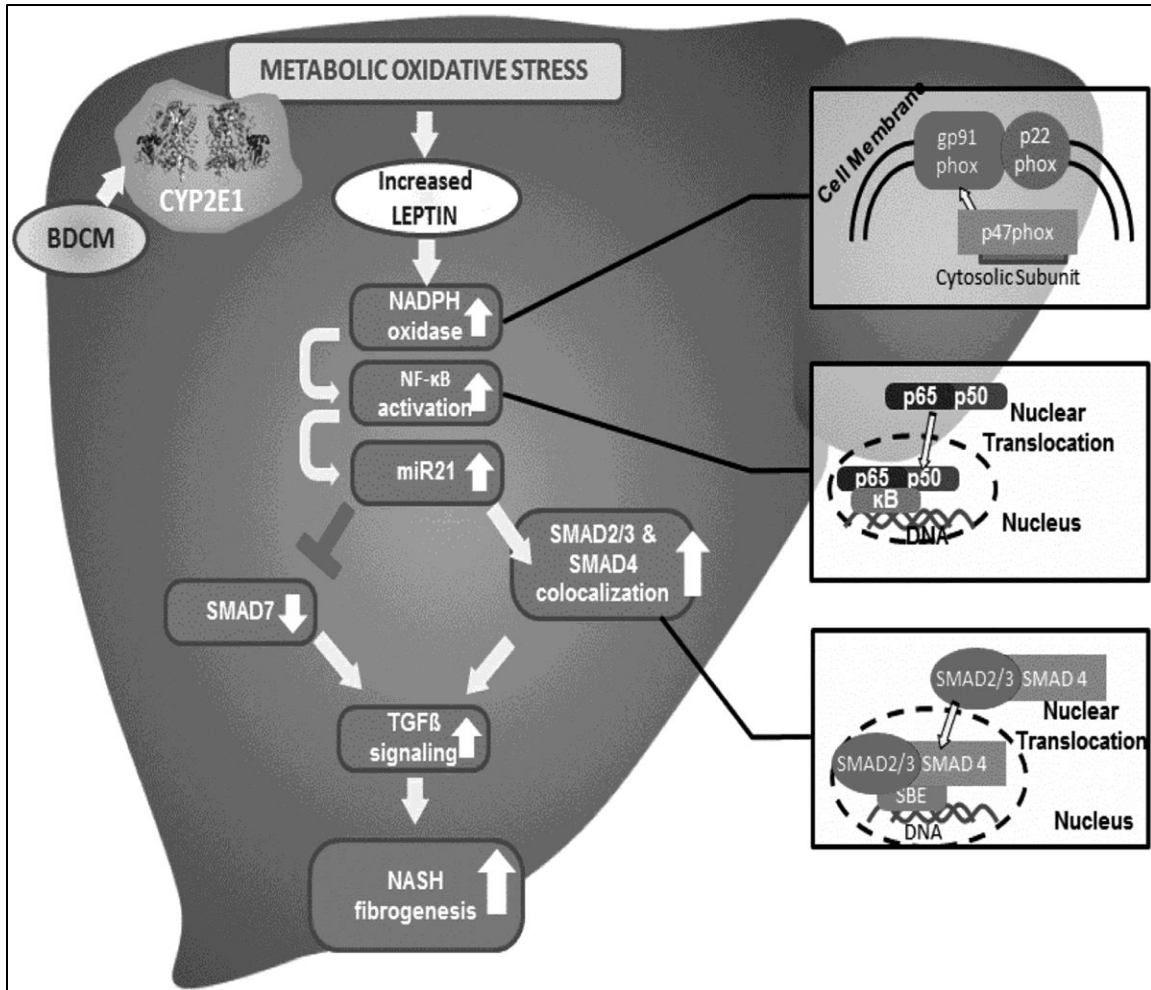 METABOLIC OXIDATIVE STRESS
CYP2E1
BDCM
Increased
LEPTIN
NADPH
oxidase
NF-κB
activation
miR21
SMAD2/3 &
SMAD4
colocalization
SMAD7
TGFß
signaling
NASH
fibrogenesis
Cell Membrane
gp91
phox
p22
phox
p47phox
Cytosolic Subunit
p65 p50
Nuclear
Translocation
p65 p50
κB
DNA
Nucleus
SMAD2/3 SMAD 4
Nuclear
Translocation
SMAD2/3 SMAD 4
SBE
DNA
Nucleus